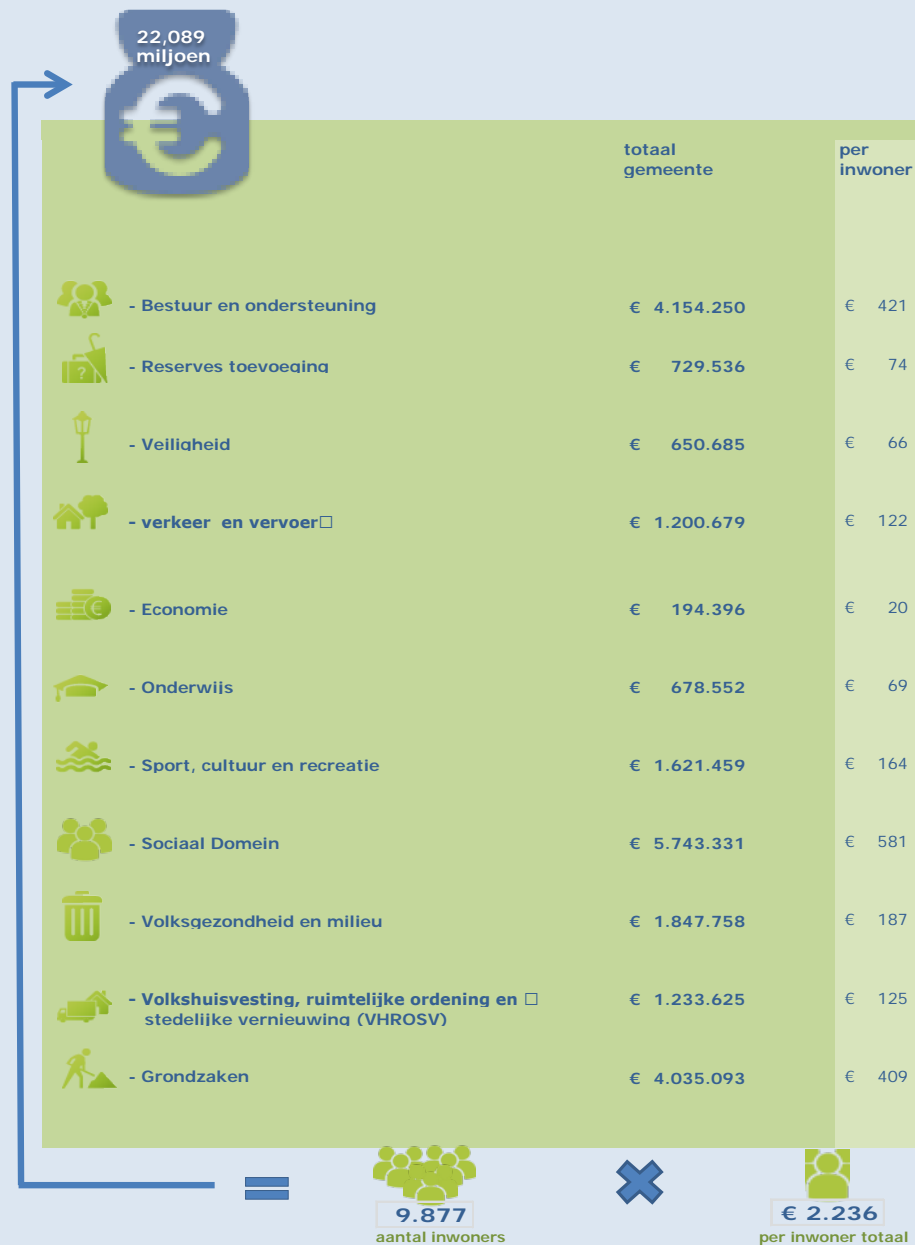 22,089
miljoen
totaal
gemeente
per
inwoner
- Bestuur en ondersteuning € 4.154.250 € 421
- Reserves toevoeging € 729.536 € 74
?
- Veiligheid € 650.685 € 66
- verkeer en vervoer□ € 1.200.679 € 122
- Economie € 194.396 € 20
- Onderwijs € 678.552 € 69
- Sport, cultuur en recreatie € 1.621.459 € 164
- Sociaal Domein € 5.743.331 € 581
- Volksgezondheid en milieu € 1.847.758 € 187
- Volkshuisvesting, ruimtelijke ordening en □ € 1.233.625 € 125
stedelijke vernieuwing (VHROSV)
- Grondzaken € 4.035.093 € 409
9.877 € 2.236
aantal inwoners per inwoner totaal